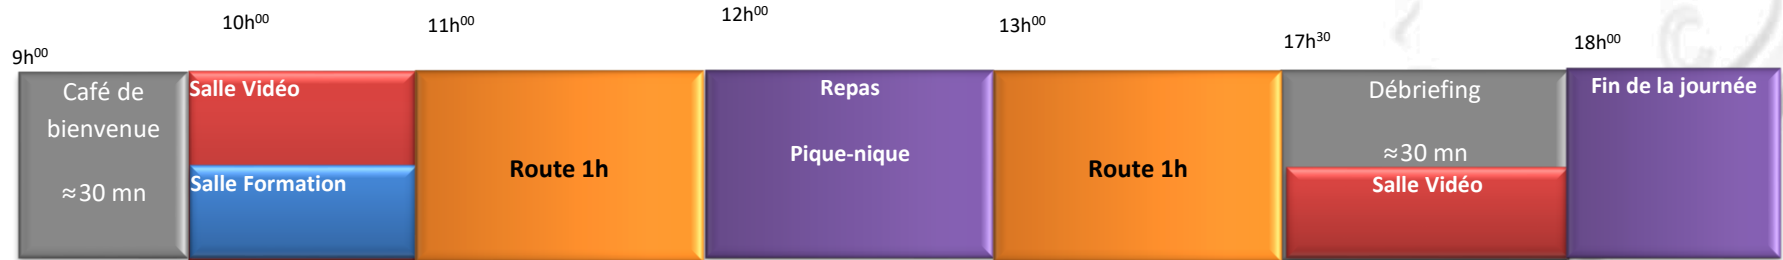 9h00
10h00
11h00
12h00
13h00
17h30
18h00
Café de
bienvenue
≈30 mn
Salle Vidéo
Salle Formation
Route 1h
Repas
Pique-nique
Route 1h
Débriefing
≈30 mn
Salle Vidéo
Fin de la journée